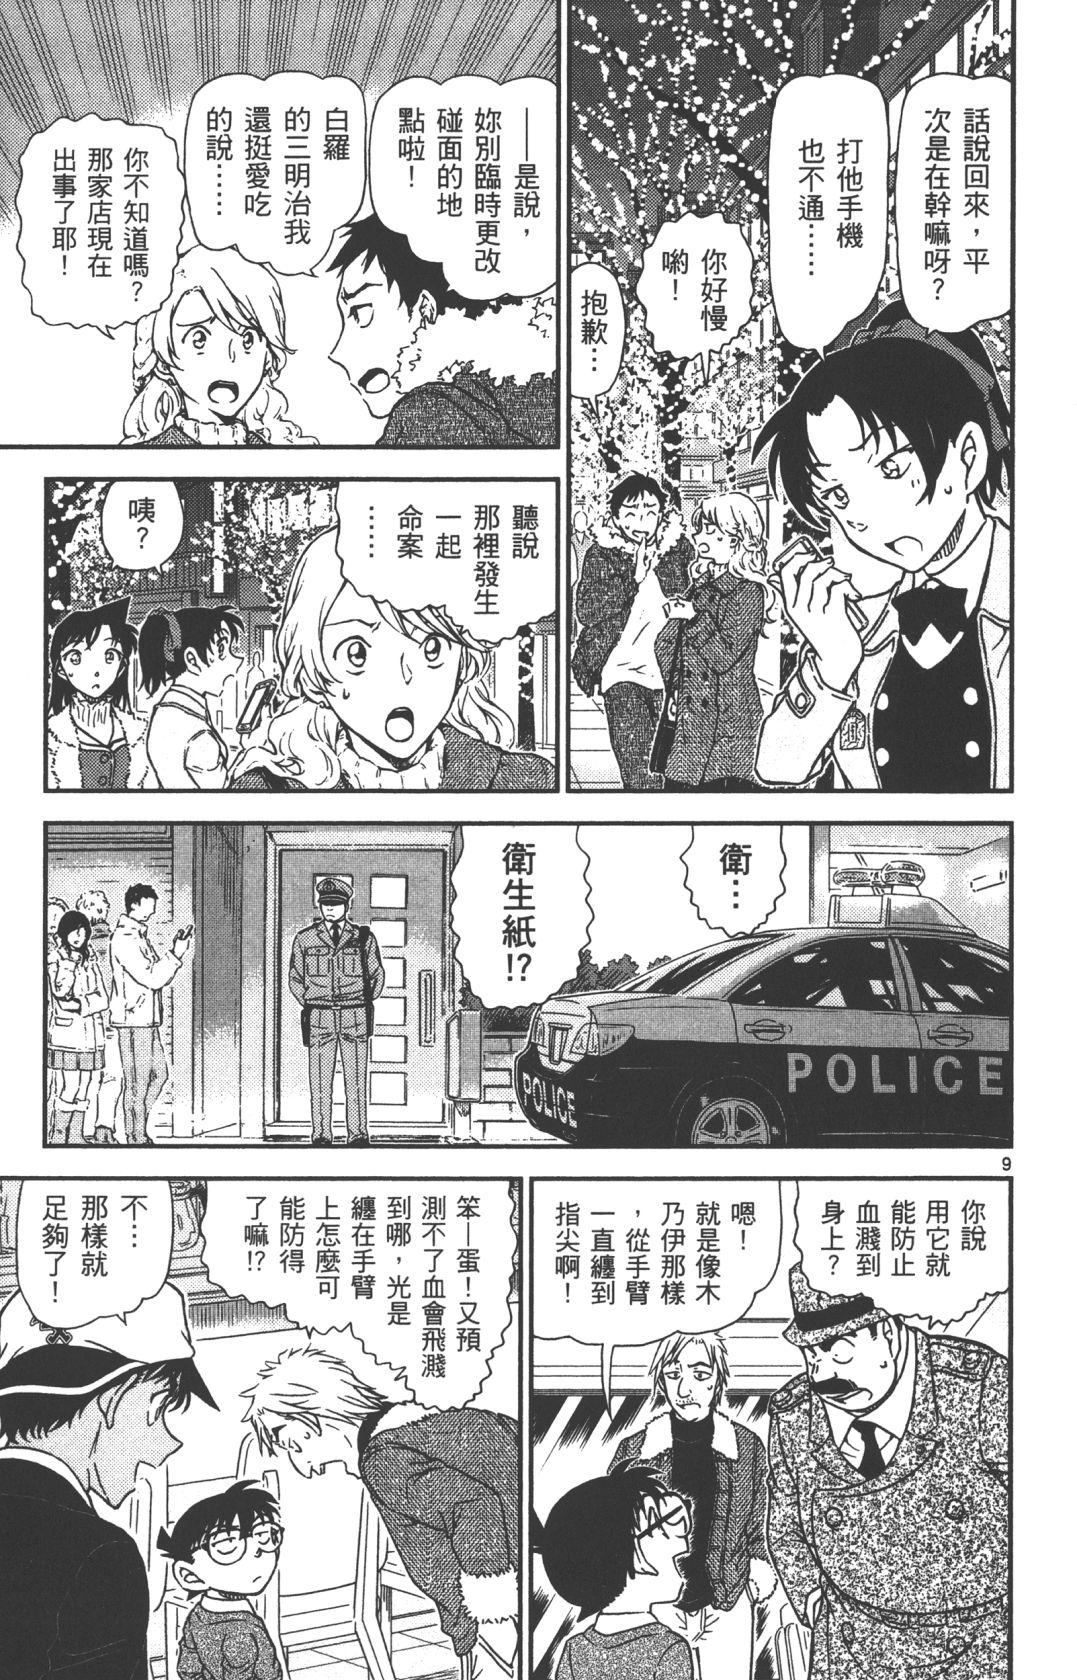 話說回來，平
次是在幹嘛呀？
打他手機
也不通……
你好慢
喲！
抱歉…
——是說，
妳別臨時更改
碰面的地
點啦！
白羅
的三明治我
還挺愛吃
的說……
你不知道嗎？
那家店現在
出事了耶！
聽說
那裡發生
一起
命案
……
咦？
衛…
衛生紙!?
POLICE
POLICE
9
你說
用它就
能防止
血濺到
身上？
嗯！
就是像木
乃伊那樣
，從手臂
一直纏到
指尖啊！
笨—蛋！又預
測不了血會飛濺
到哪，光是
纏在手臂
上怎麼可
能防得
了嘛!?
不…
那樣就
足夠了！